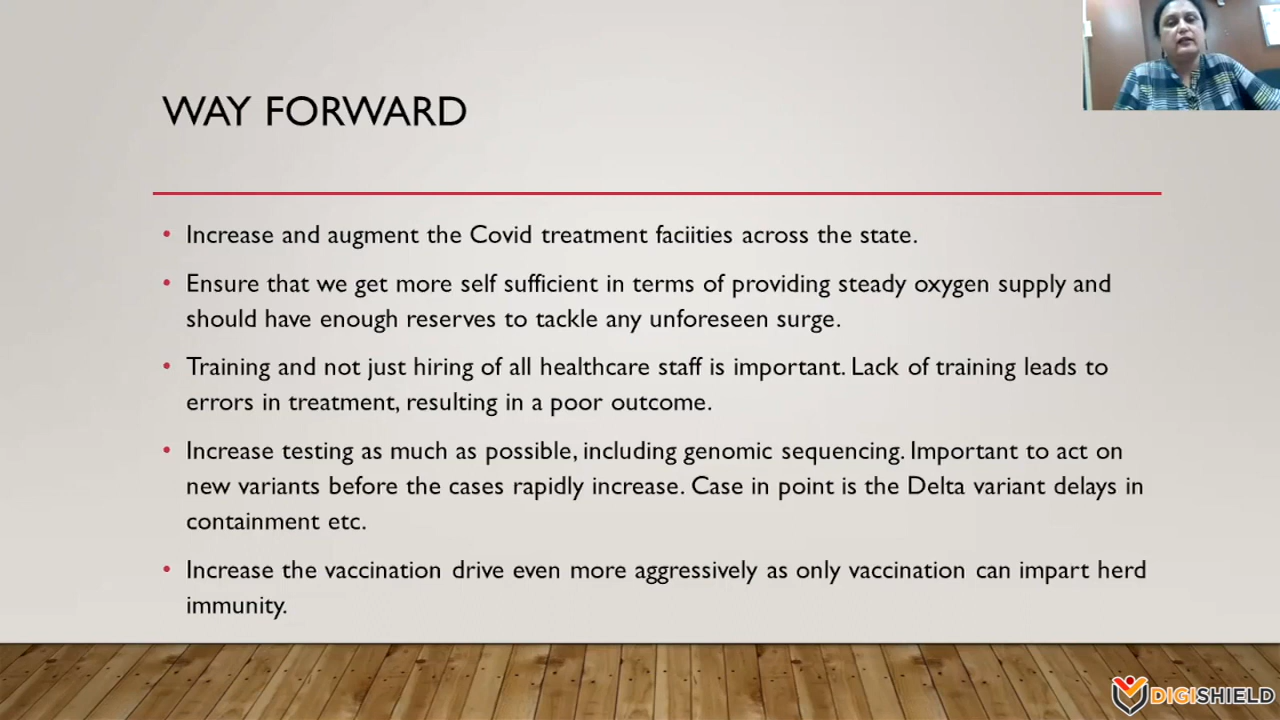 WAY FORWARD
• Increase and augment the Covid treatment faciities across the state.
• Ensure that we get more self sufficient in terms of providing steady oxygen supply and
should have enough reserves to tackle any unforeseen surge.
• Training and not just hiring of all healthcare staff is important. Lack of training leads to
errors in treatment, resulting in a poor outcome.
• Increase testing as much as possible, including genomic sequencing. Important to act on
new variants before the cases rapidly increase. Case in point is the Delta variant delays in
containment etc.
• Increase the vaccination drive even more aggressively as only vaccination can impart herd
immunity.
DIGISHIELD